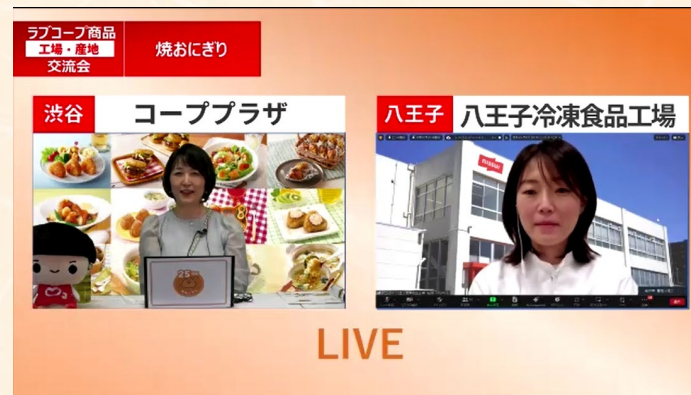 ラブコープ商品
工場・産地
交流会
焼おにぎり
渋谷
コーププラザ
八王子
八王子冷凍食品工場
nissui
25
LIVE